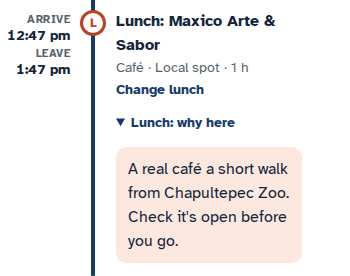 ARRIVE
12:47 pm
LEAVE
1:47 pm
L
Lunch: Maxico Arte &
Sabor
Café · Local spot · 1 h
Change lunch
▼ Lunch: why here
A real café a short walk
from Chapultepec Zoo.
Check it's open before
you go.